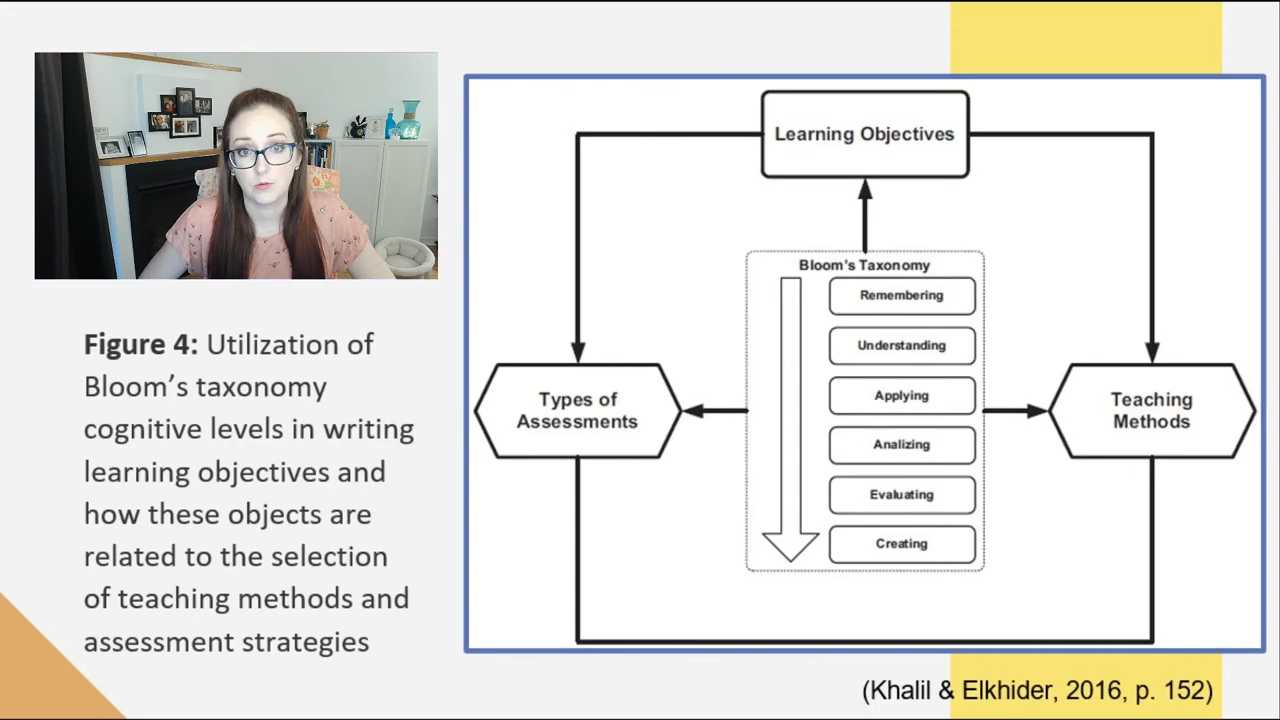 Figure 4: Utilization of
Bloom’s taxonomy
cognitive levels in writing
learning objectives and
how these objects are
related to the selection
of teaching methods and
assessment strategies
Learning Objectives
Bloom's Taxonomy
Remembering
Understanding
Applying
Analizing
Evaluating
Creating
Types of
Assessments
Teaching
Methods
(Khalil & Elkhider, 2016, p. 152)